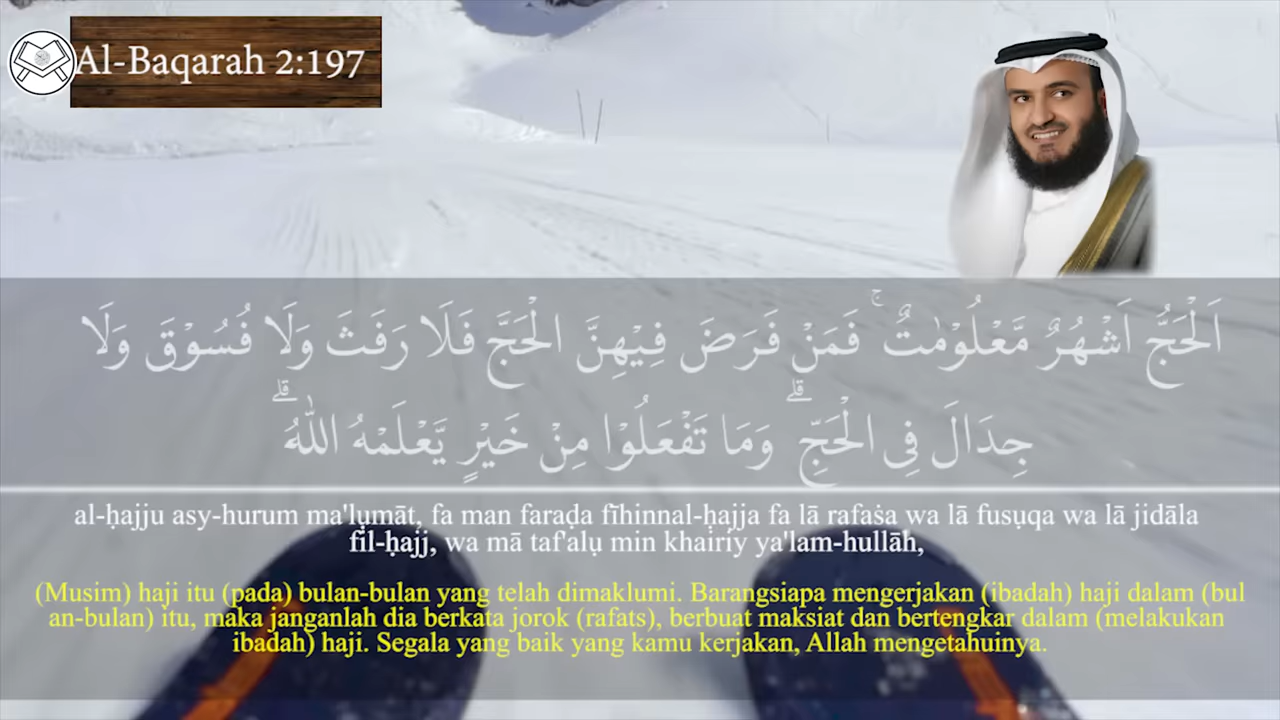 Al-Baqarah 2:197
اَلْحَجُّ اَشْهُرٌ مَّعْلُوْمٰتٌ ۚ فَمَنْ فَرَضَ فِيْهِنَّ الْحَجَّ فَلَا رَفَثَ وَلَا فُسُوْقَ وَلَا
جِدَالَ فِى الْحَجِّ ۗ وَمَا تَفْعَلُوْا مِنْ خَيْرٍ يَّعْلَمْهُ اللّٰهُ ۗ
al-ḥajju asy-hurum ma'lụmāt, fa man faraḍa fīhinnal-ḥajja fa lā rafaṡa wa lā fusụqa wa lā jidāla
fil-ḥajj, wa mā taf'alụ min khairiy ya'lam-hullāh,
(Musim) haji itu (pada) bulan-bulan yang telah dimaklumi. Barangsiapa mengerjakan (ibadah) haji dalam (bul
an-bulan) itu, maka janganlah dia berkata jorok (rafats), berbuat maksiat dan bertengkar dalam (melakukan
ibadah) haji. Segala yang baik yang kamu kerjakan, Allah mengetahuinya.